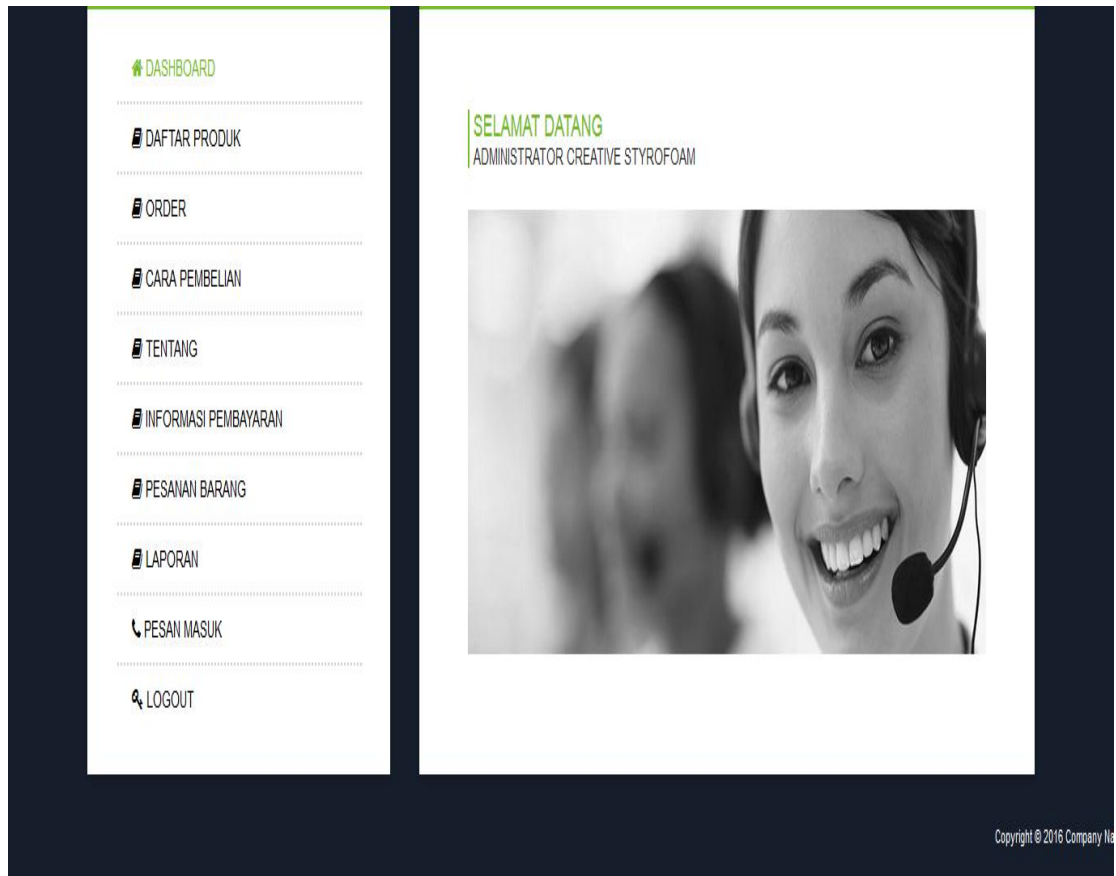 DASHBOARD
DAFTAR PRODUK
ORDER
CARA PEMBELIAN
TENTANG
INFORMASI PEMBAYARAN
PESANAN BARANG
LAPORAN
PESAN MASUK
LOGOUT
SELAMAT DATANG
ADMINISTRATOR CREATIVE STYROFOAM
Copyright © 2016 Company Na